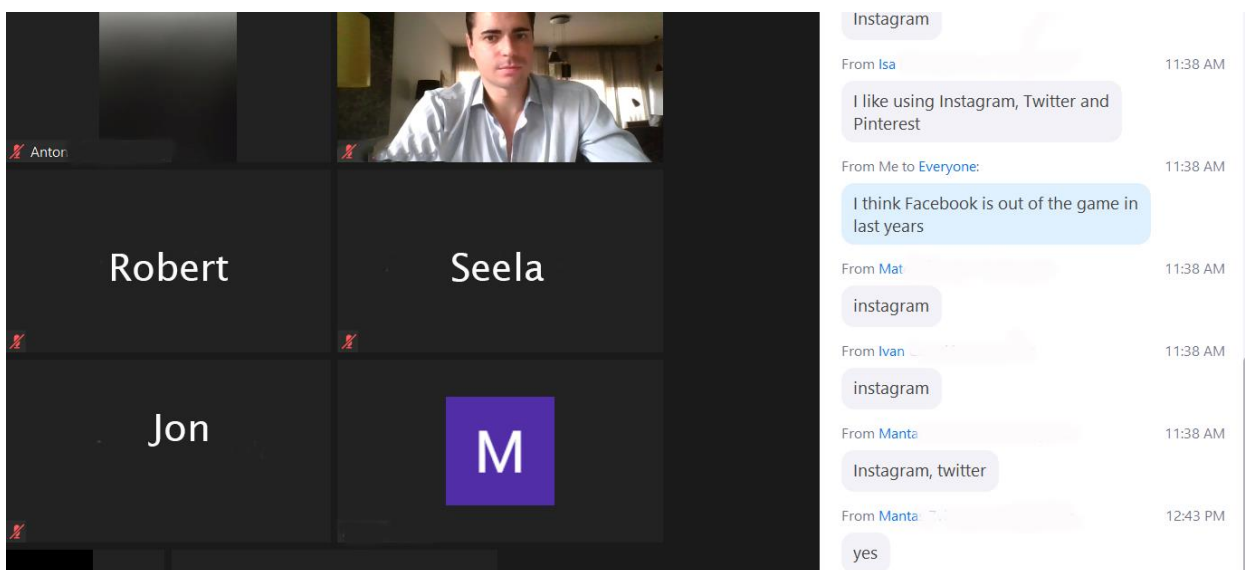 Anton
Robert
Seela
Jon
M
Instagram
From Isa 11:38 AM
I like using Instagram, Twitter and
Pinterest
From Me to Everyone: 11:38 AM
I think Facebook is out of the game in
last years
From Mat 11:38 AM
instagram
From Ivan 11:38 AM
instagram
From Manta 11:38 AM
Instagram, twitter
From Manta 12:43 PM
yes